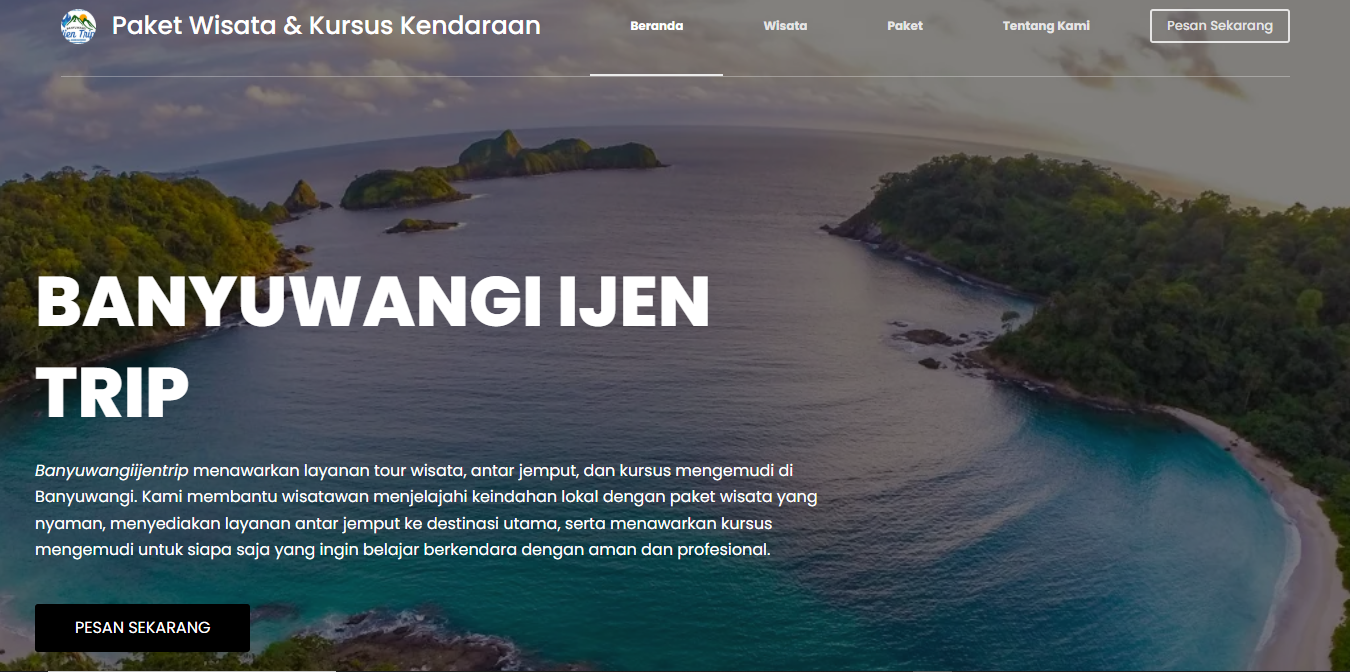 Paket Wisata & Kursus Kendaraan
Beranda
Wisata
Paket
Tentang Kami
Pesan Sekarang
BANYUWANGI IJEN
TRIP
Banyuwangiijentrip menawarkan layanan tour wisata, antar jemput, dan kursus mengemudi di
Banyuwangi. Kami membantu wisatawan menjelajahi keindahan lokal dengan paket wisata yang
nyaman, menyediakan layanan antar jemput ke destinasi utama, serta menawarkan kursus
mengemudi untuk siapa saja yang ingin belajar berkendara dengan aman dan profesional.
PESAN SEKARANG